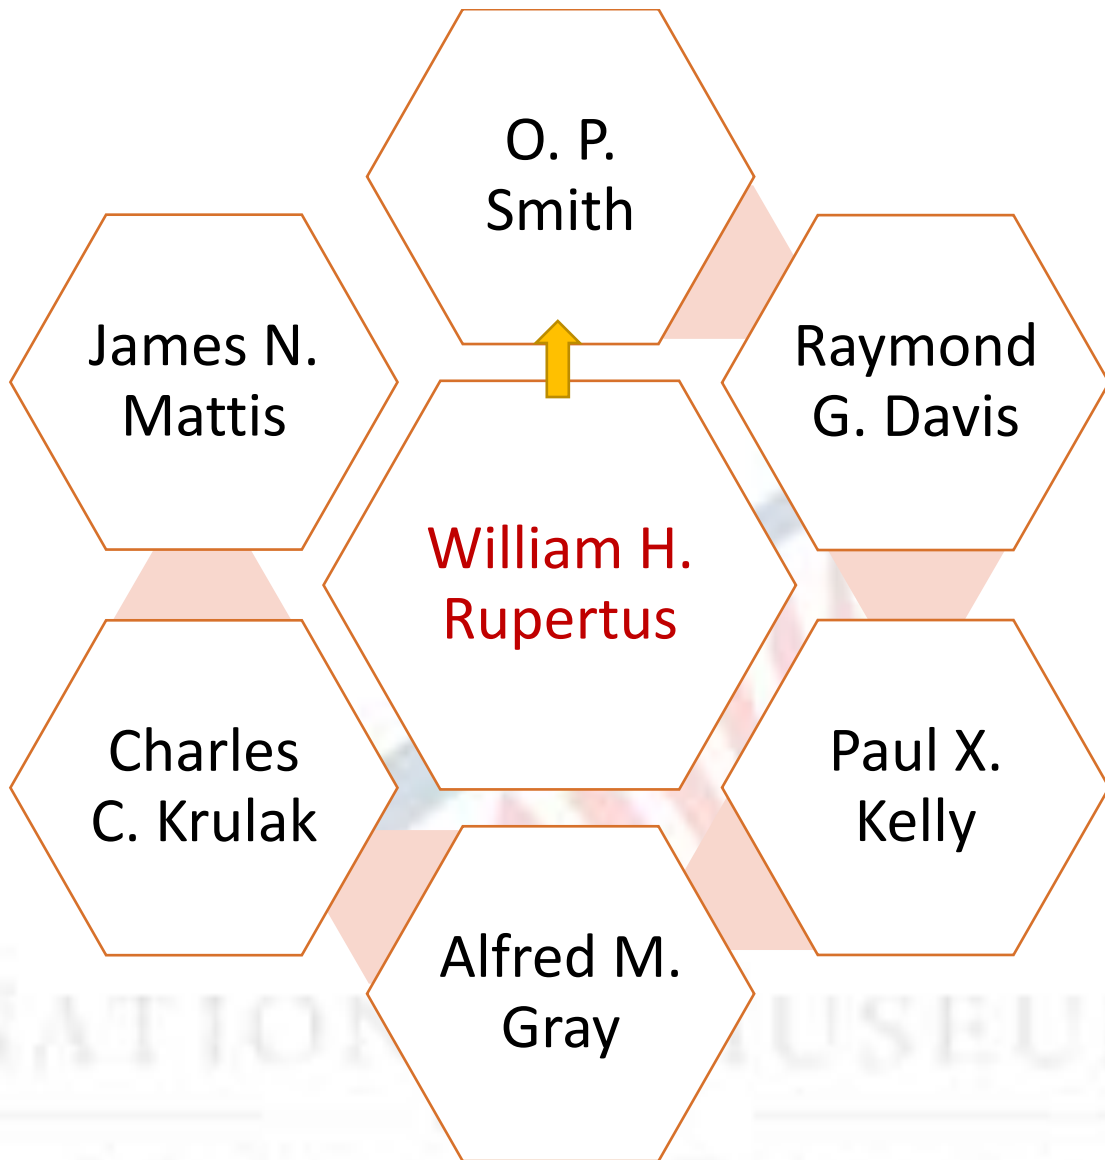 O. P.
Smith
James N.
Mattis
Raymond
G. Davis
William H.
Rupertus
Charles
C. Krulak
Paul X.
Kelly
Alfred M.
Gray